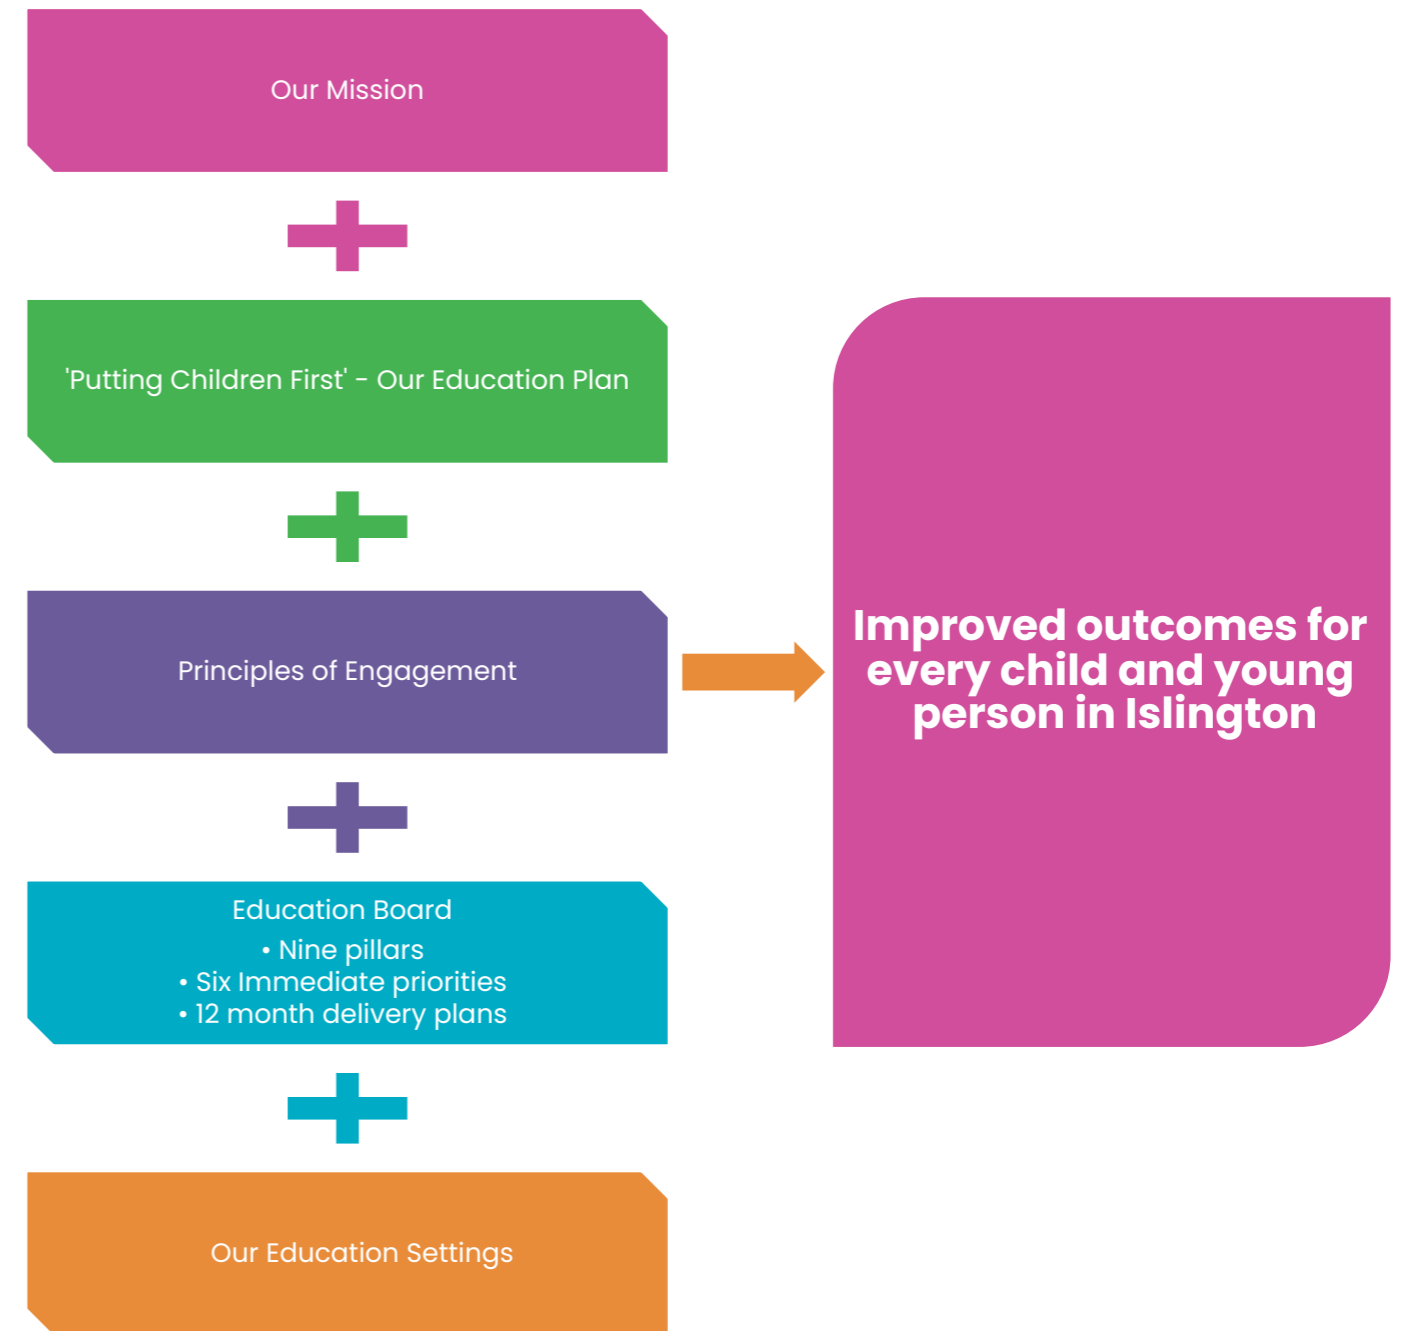 Our Mission
'Putting Children First' - Our Education Plan
Principles of Engagement
Education Board
• Nine pillars
• Six Immediate priorities
• 12 month delivery plans
Our Education Settings
Improved outcomes for
every child and young
person in Islington